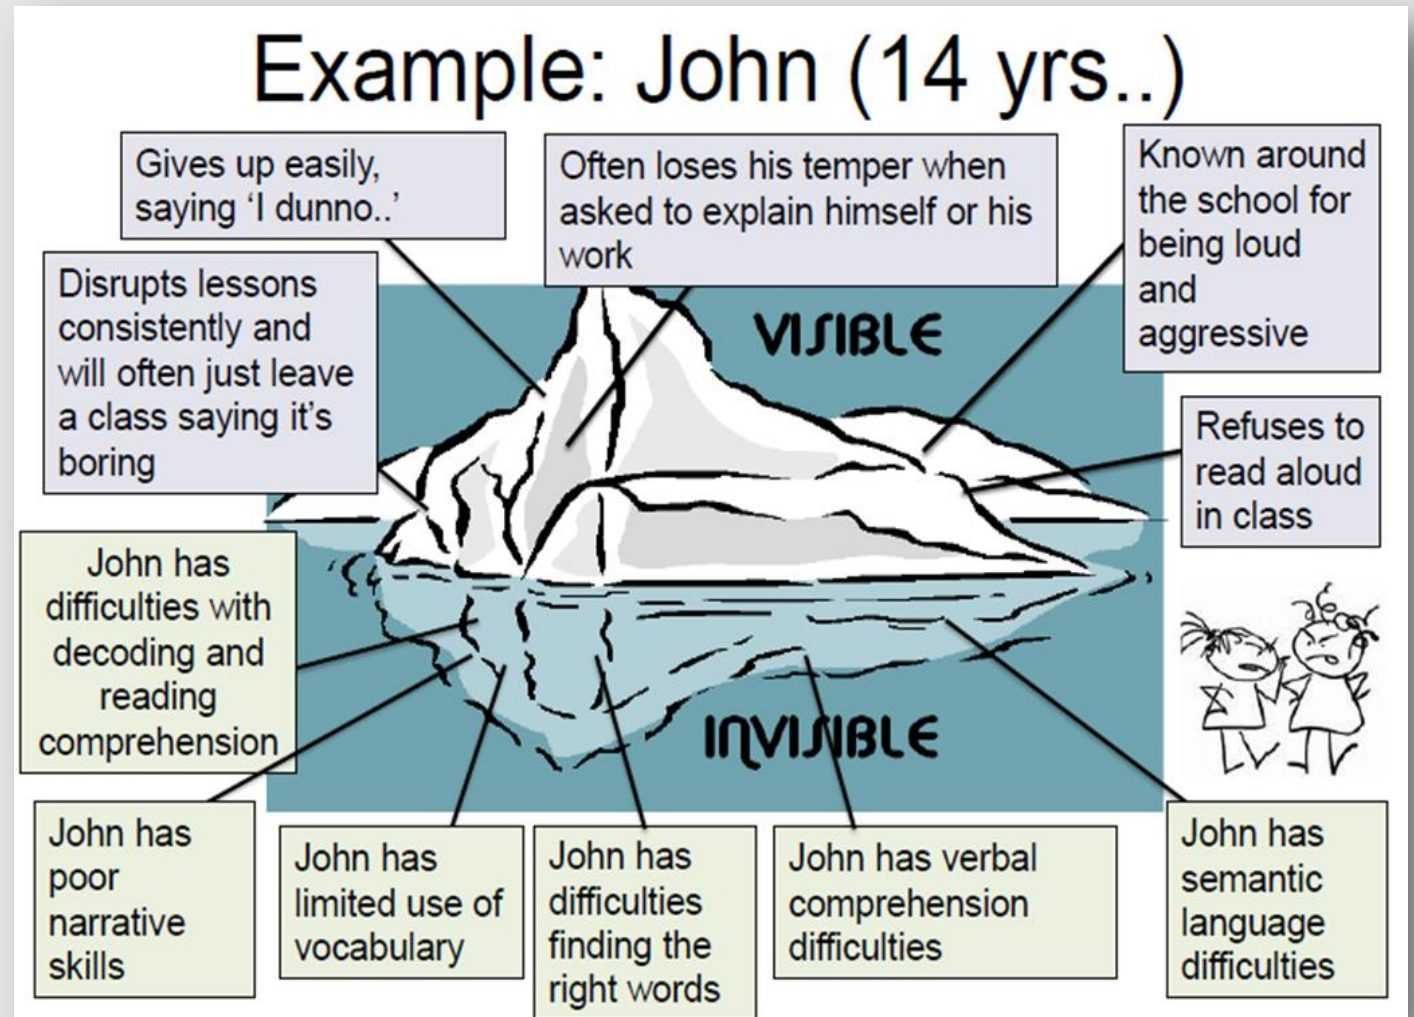 Example: John (14 yrs..)
Gives up easily,
saying ‘I dunno..’
Often loses his temper when
asked to explain himself or his
work
Known around
the school for
being loud
and
aggressive
Disrupts lessons
consistently and
will often just leave
a class saying it’s
boring
VISIBLE
Refuses to
read aloud
in class
John has
difficulties with
decoding and
reading
comprehension
INVISIBLE
John has
poor
narrative
skills
John has
limited use of
vocabulary
John has
difficulties
finding the
right words
John has verbal
comprehension
difficulties
John has
semantic
language
difficulties